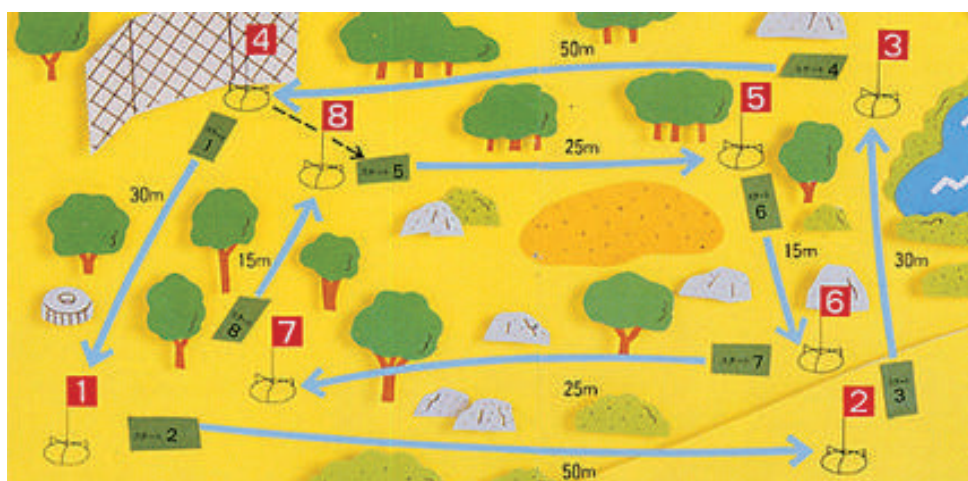 4
50m
スタート 4
3
スタート 1
8
5
スタート 5
25m
30m
スタート 6
15m
15m
30m
スタート 8
7
6
スタート 7
1
25m
2
スタート 3
スタート 2
50m